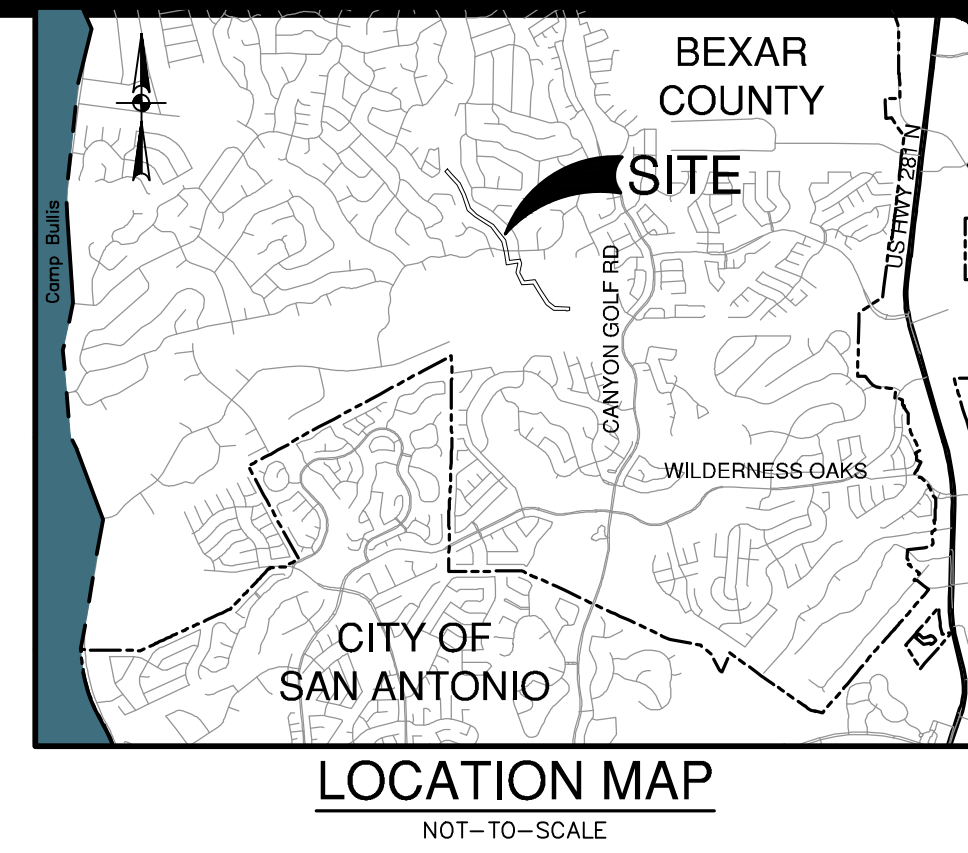 BEXAR
COUNTY
SITE
US HWY 281 N
Camp Bullis
CANYON GOLF RD
WILDERNESS OAKS
CITY OF
SAN ANTONIO
LOCATION MAP
NOT-TO-SCALE